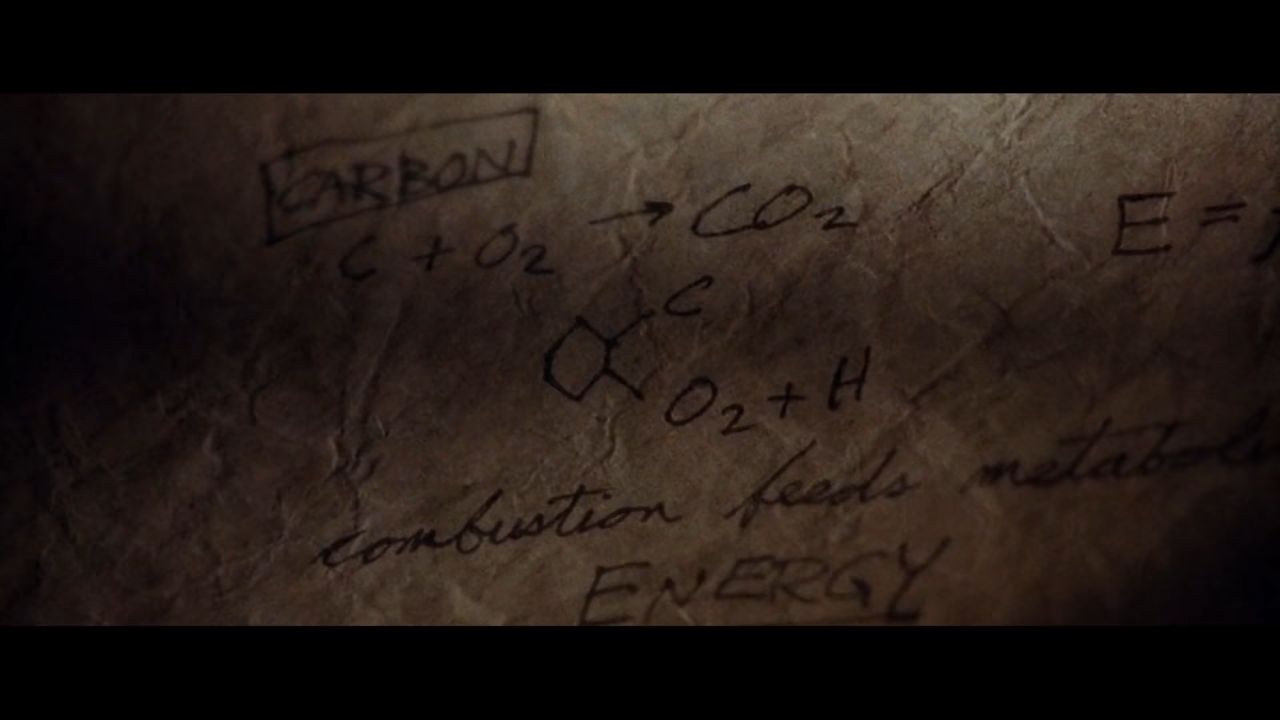 CARBON
C + O2 → CO2
E =
C
O2 + H
combustion feeds
ENERGY